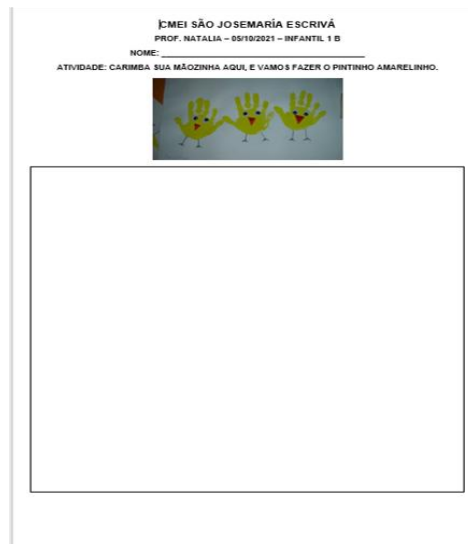 CMEI SÃO JOSEMARÍA ESCRIVÁ
PROF. NATALIA – 05/10/2021 – INFANTIL 1 B
NOME: ________________________________________
ATIVIDADE: CARIMBA SUA MÃOZINHA AQUI, E VAMOS FAZER O PINTINHO AMARELINHO.